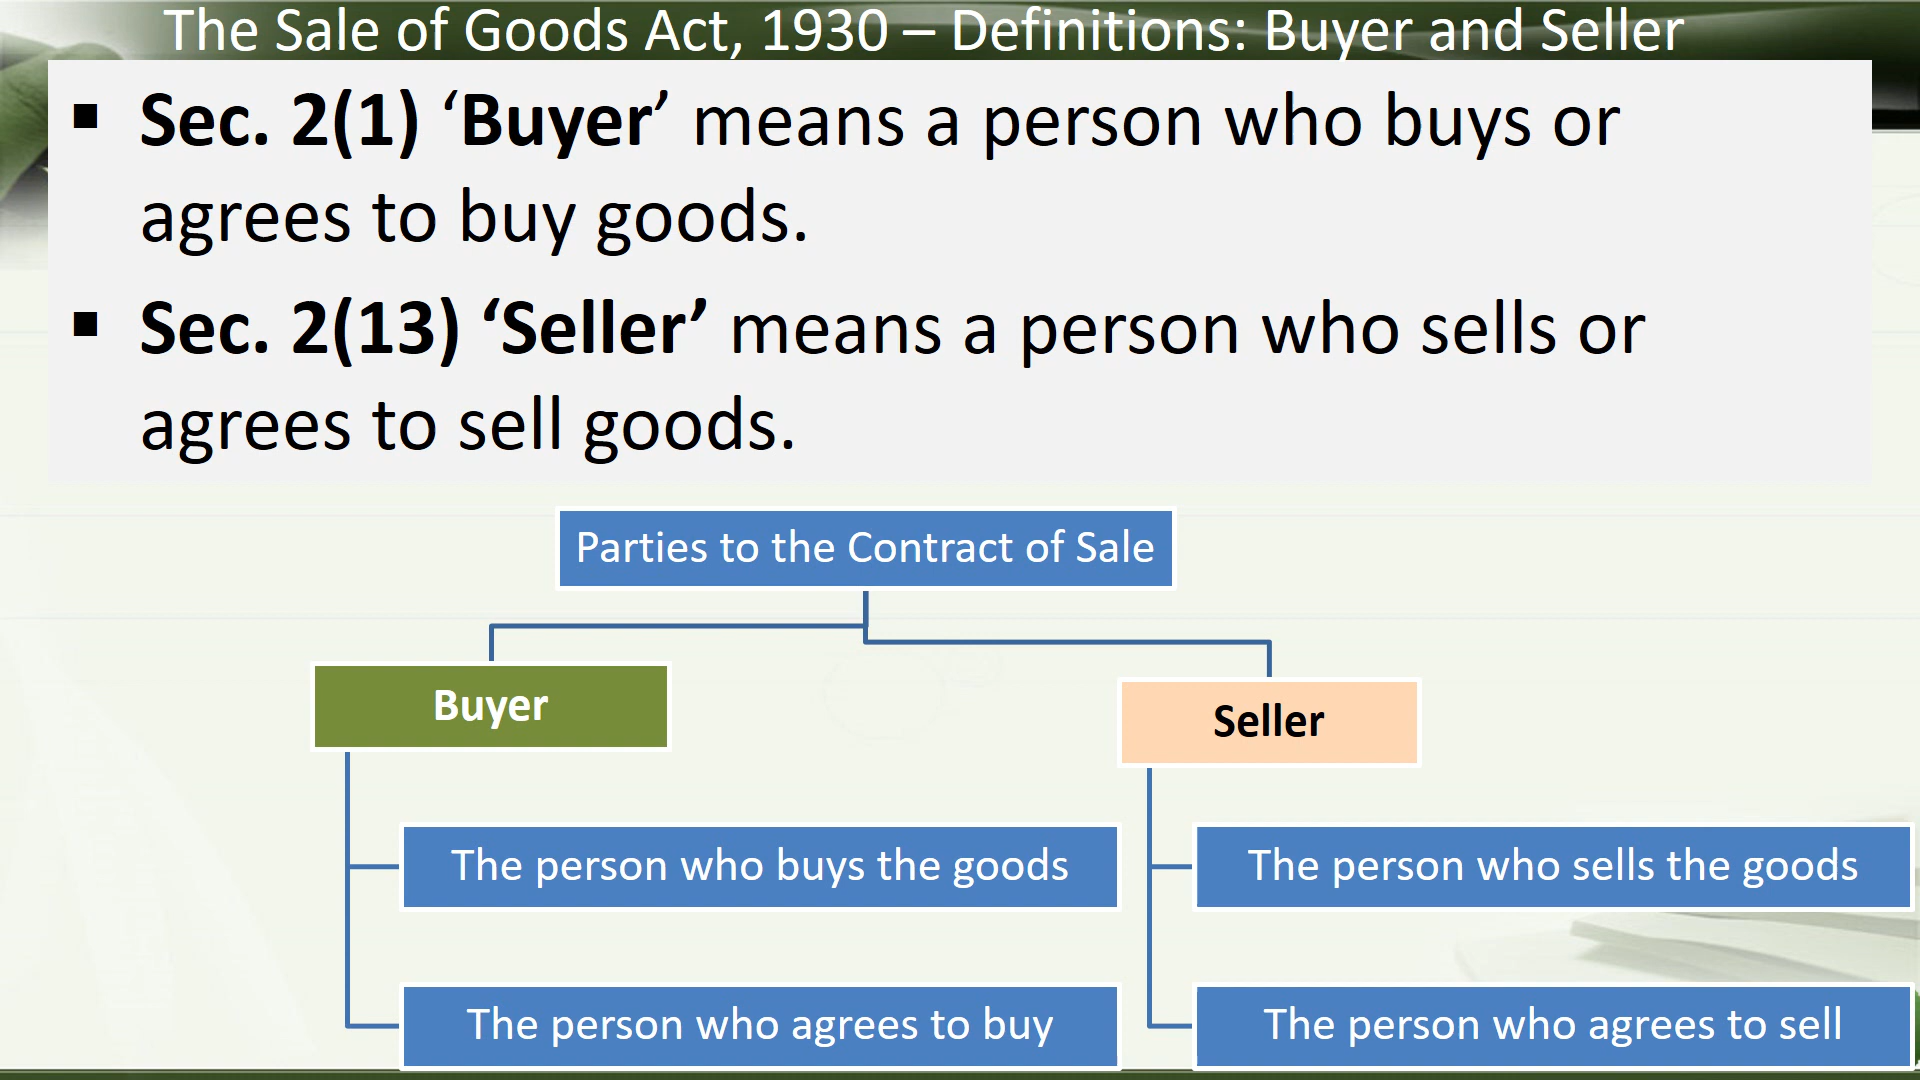 The Sale of Goods Act, 1930 – Definitions: Buyer and Seller
▪ Sec. 2(1) ‘Buyer’ means a person who buys or
agrees to buy goods.
▪ Sec. 2(13) ‘Seller’ means a person who sells or
agrees to sell goods.
Parties to the Contract of Sale
Buyer
Seller
The person who buys the goods
The person who sells the goods
The person who agrees to buy
The person who agrees to sell